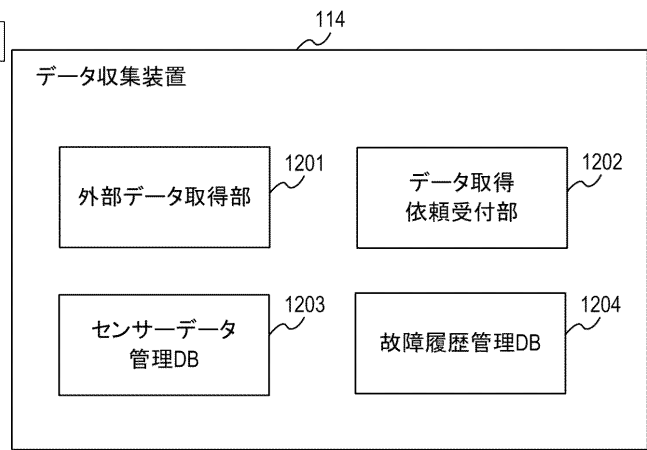 114
データ収集装置
1201
外部データ取得部
1202
データ取得
依頼受付部
1203
センサーデータ
管理DB
1204
故障履歴管理DB